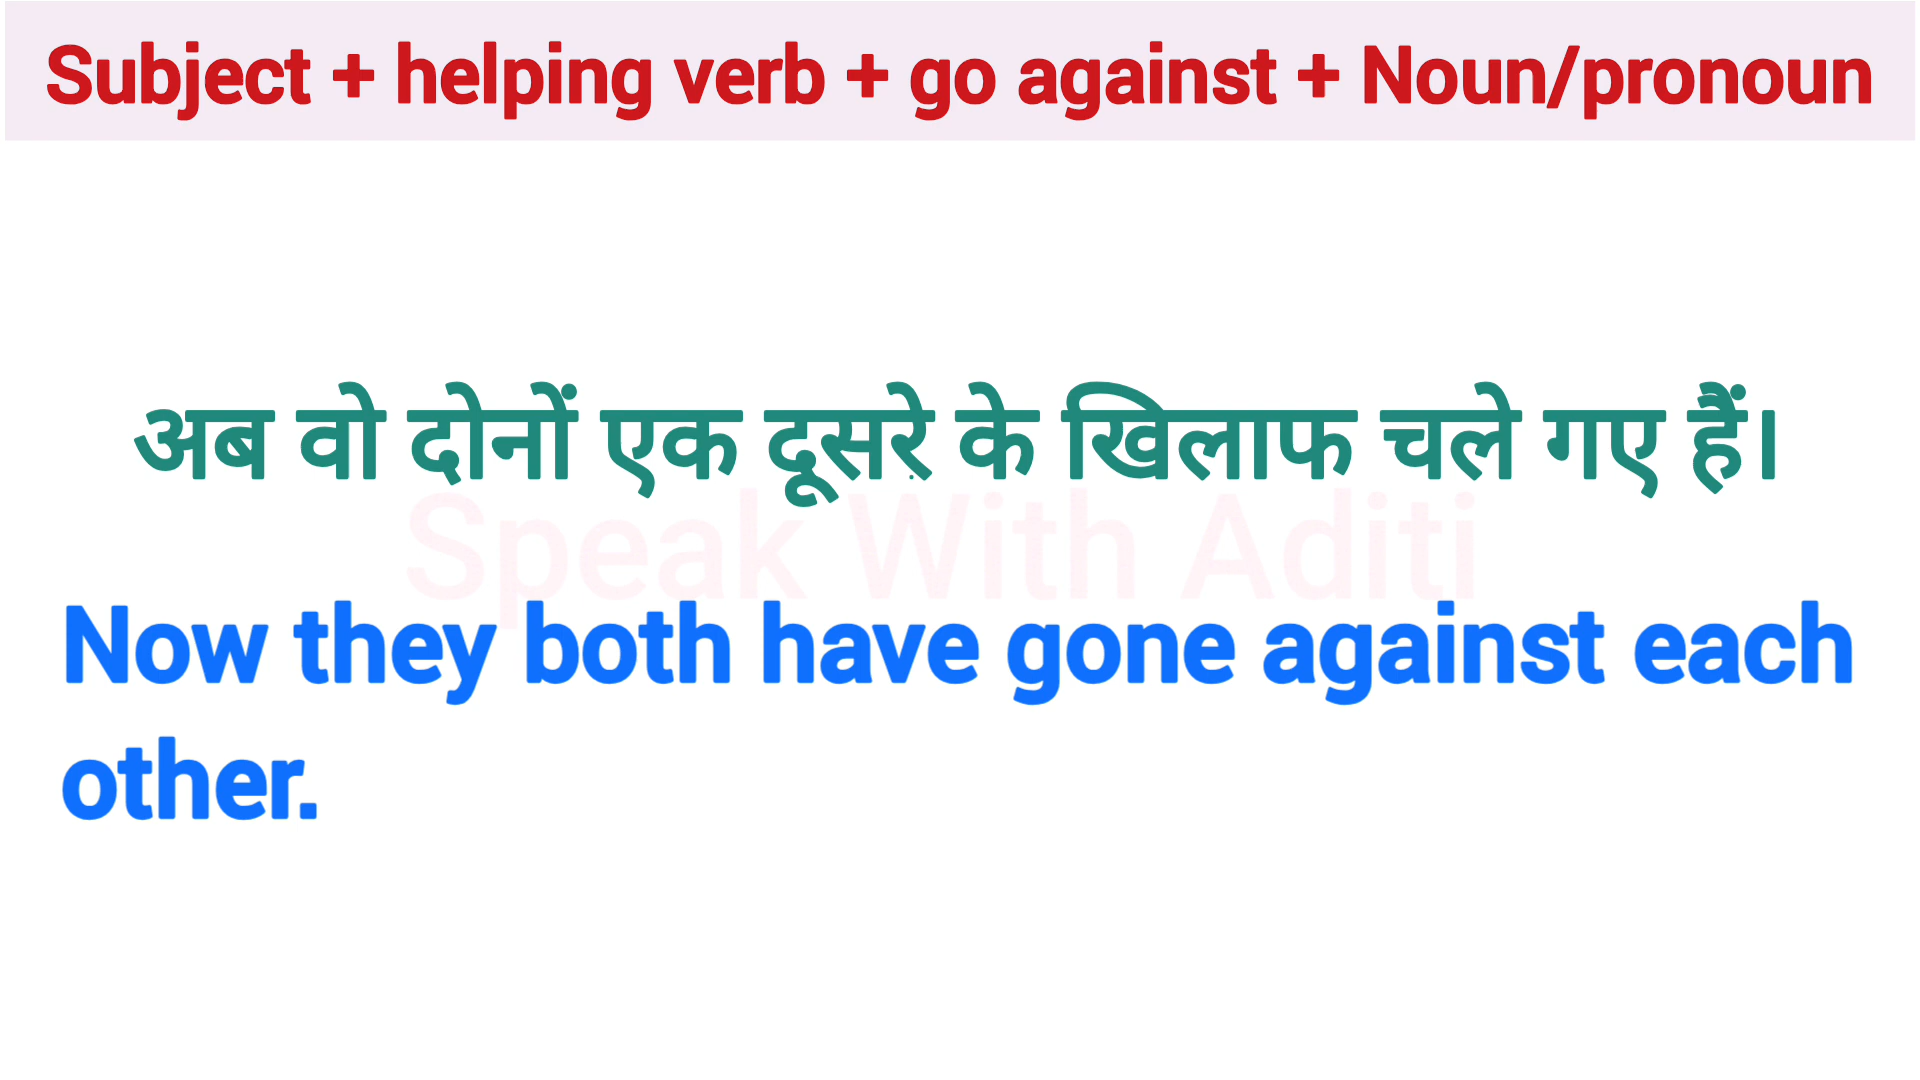 Subject + helping verb + go against + Noun/pronoun
अब वो दोनों एक दूसरे के खिलाफ चले गए हैं।
Speak With Aditi
Now they both have gone against each
other.